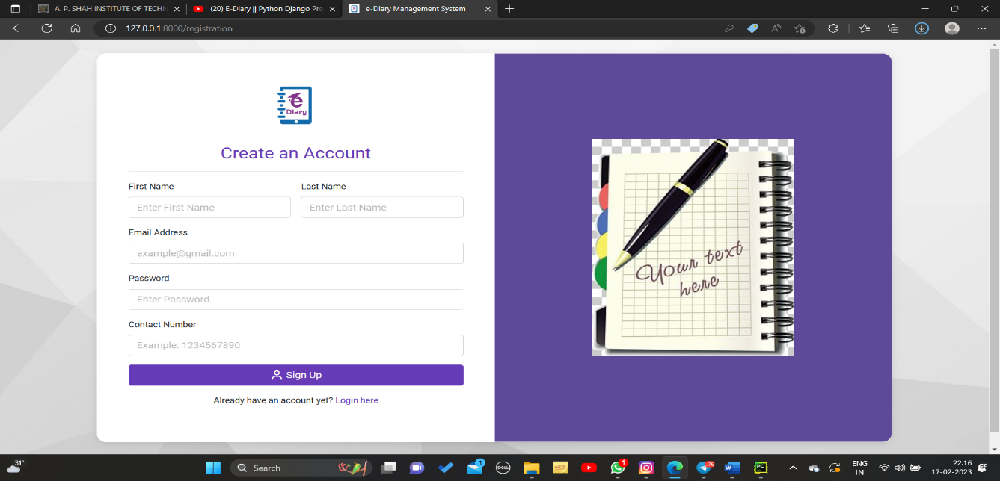 A. P. SHAH INSTITUTE OF TECHN
(20) E-Diary || Python Django Pro
e-Diary Management System
127.0.0.1:8000/registration
e
Diary
Create an Account
First Name
Last Name
Enter First Name
Enter Last Name
Email Address
example@gmail.com
Password
Enter Password
Contact Number
Example: 1234567890
Sign Up
Already have an account yet? Login here
Your text
here
31°
Search
1
DELL
1
76
PC
ENG
IN
22:16
17-02-2023